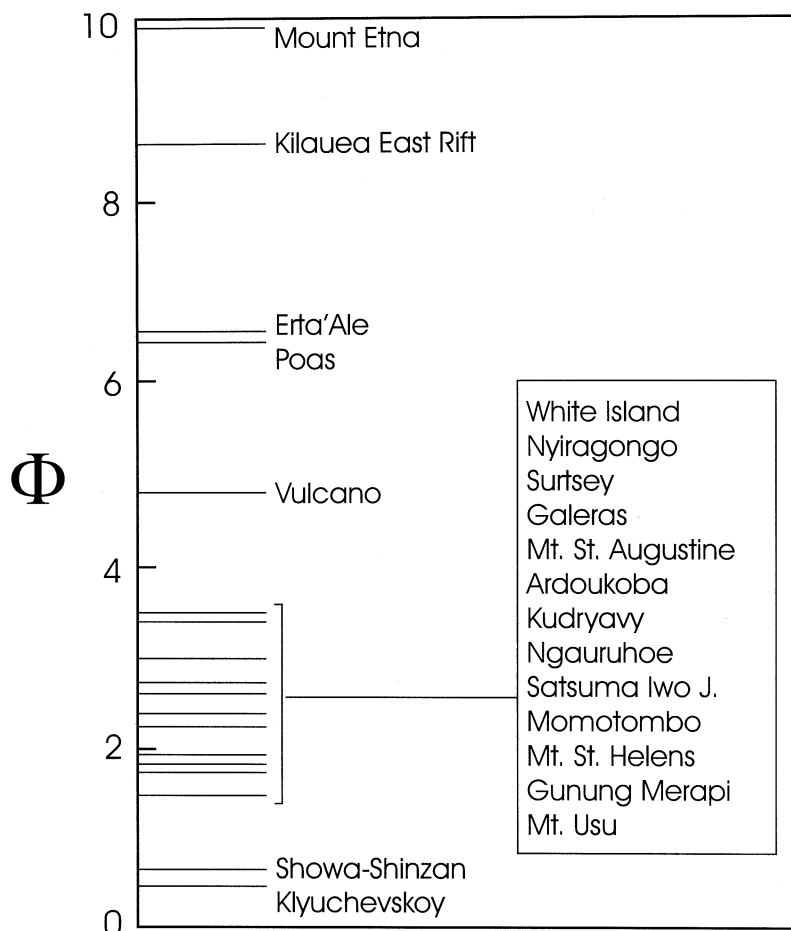 10
Mount Etna
Kilauea East Rift
8
Erta'Ale
Poas
6
Φ
Vulcano
4
2
Showa-Shinzan
Klyuchevskoy
0
White Island
Nyiragongo
Surtsey
Galeras
Mt. St. Augustine
Ardoukoba
Kudryavy
Ngauruhoe
Satsuma Iwo J.
Momotombo
Mt. St. Helens
Gunung Merapi
Mt. Usu